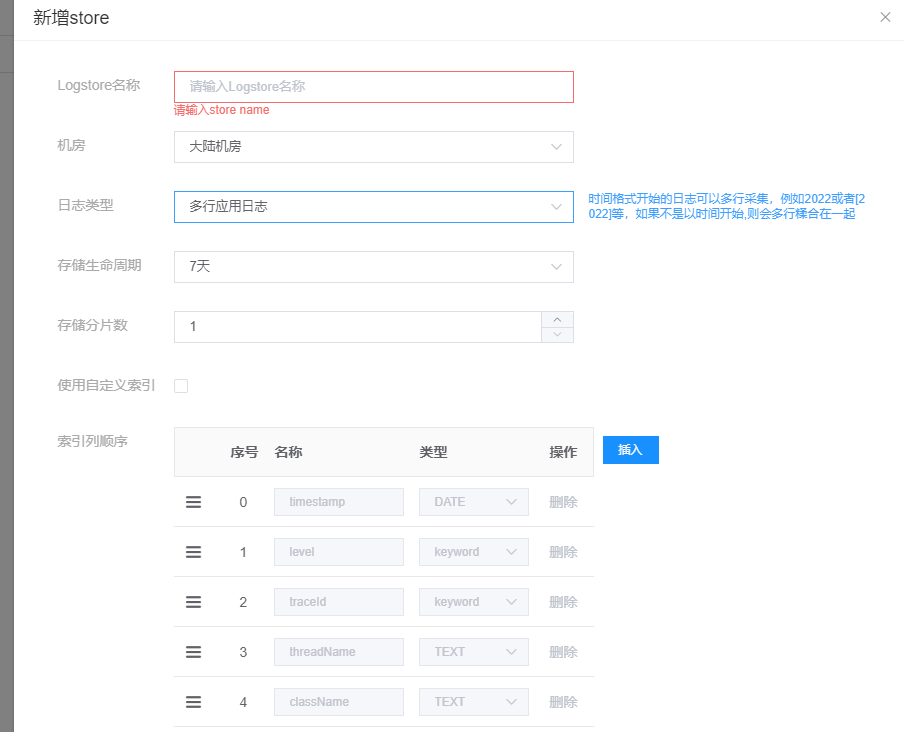 新增store
Logstore名称
请输入Logstore名称
请输入store name
机房
大陆机房
日志类型
多行应用日志
时间格式开始的日志可以多行采集，例如2022或者[2
022]等，如果不是以时间开始,则会多行糅合在一起
存储生命周期
7天
存储分片数
1
使用自定义索引
索引列顺序
序号 名称 类型 操作
插入
0 timestamp DATE 删除
1 level keyword 删除
2 traceId keyword 删除
3 threadName TEXT 删除
4 className TEXT 删除